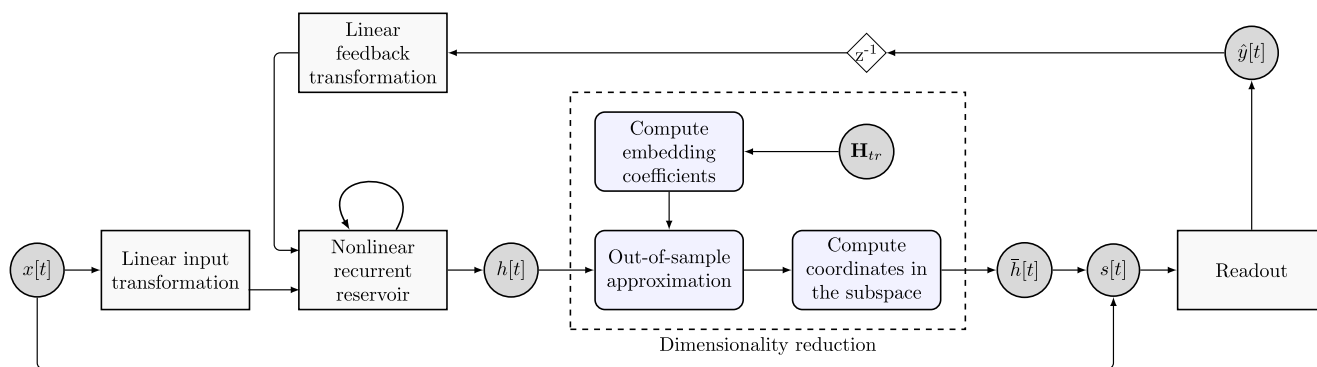 Linear
feedback
transformation
z⁻¹
ŷ[t]
Compute
embedding
coefficients
𝐇ₜᵣ
x[t]
Linear input
transformation
Nonlinear
recurrent
reservoir
h[t]
Out-of-sample
approximation
Compute
coordinates in
the subspace
h̄[t]
s[t]
Readout
Dimensionality reduction